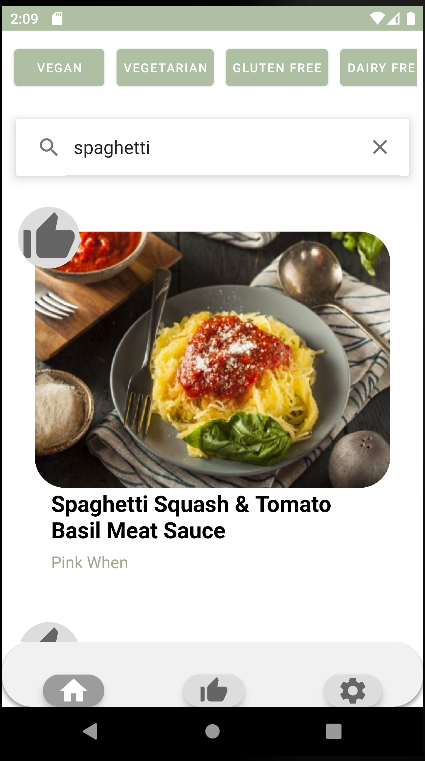 2:09
VEGAN
VEGETARIAN
GLUTEN FREE
DAIRY FRE
spaghetti
Spaghetti Squash & Tomato
Basil Meat Sauce
Pink When